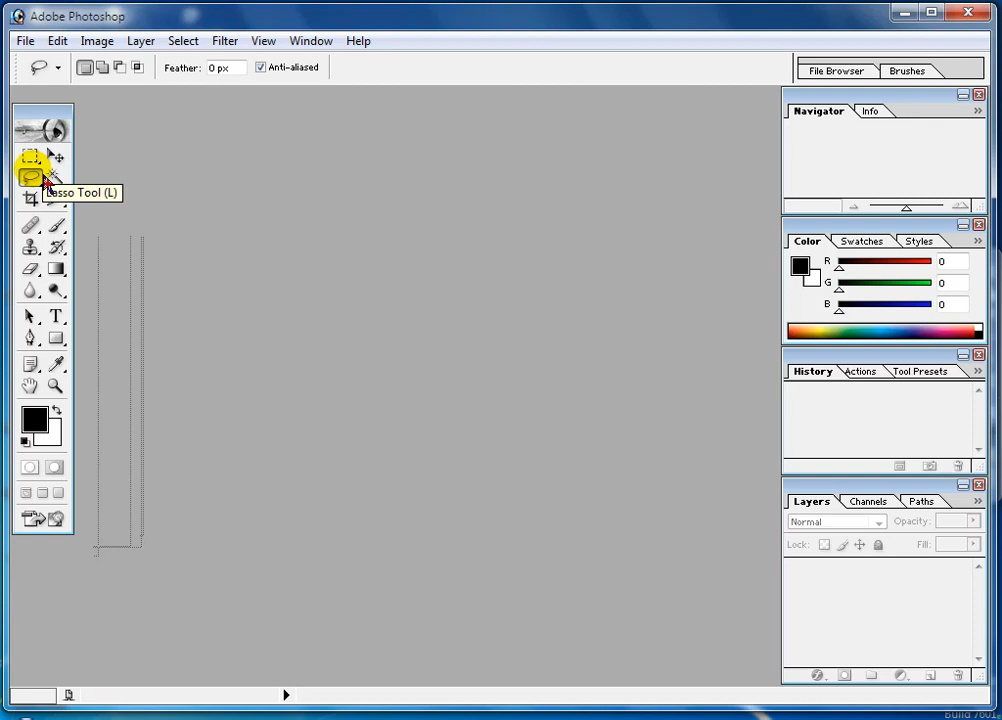 Adobe Photoshop
File Edit Image Layer Select Filter View Window Help
Feather: 0 px Anti-aliased File Browser Brushes
Navigator Info
Lasso Tool (L)
Color Swatches Styles
R 0
G 0
B 0
T
History Actions Tool Presets
Layers Channels Paths
Normal Opacity:
Lock: Fill:
Build 7601